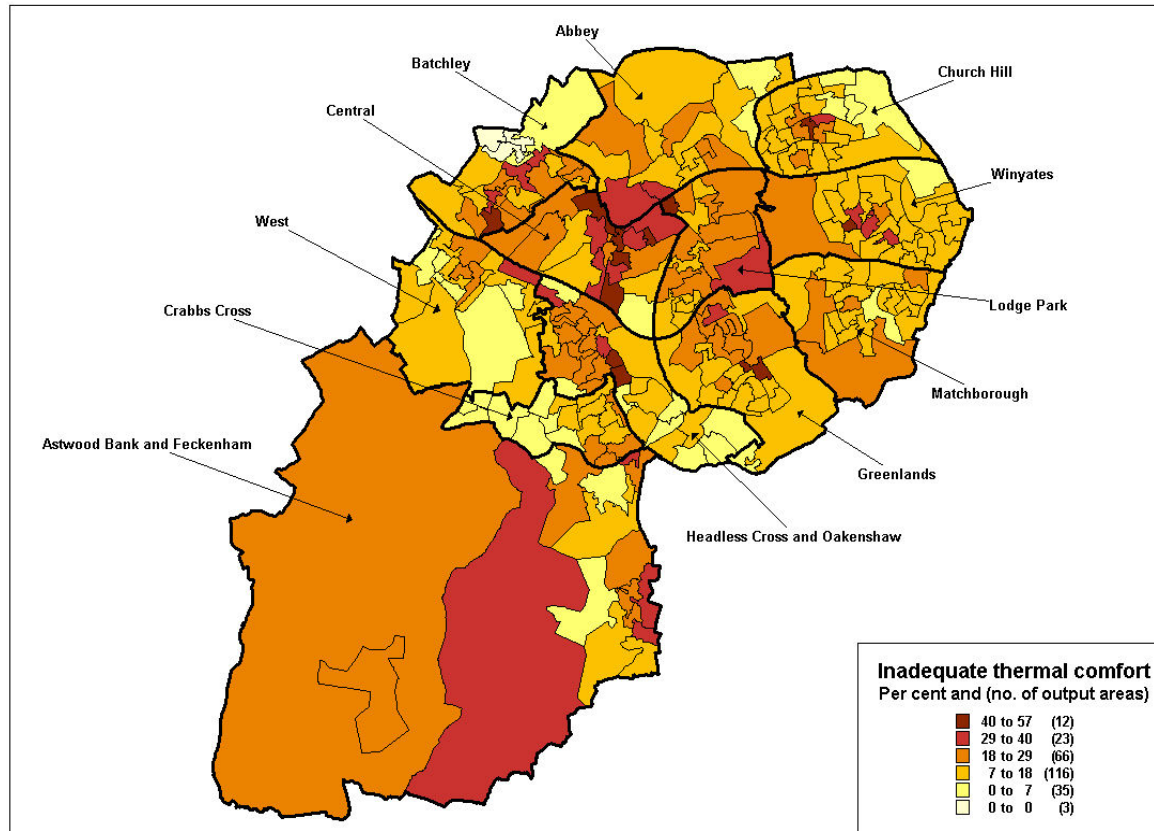 Abbey
Batchley
Church Hill
Central
Winyates
West
Crabbs Cross
Lodge Park
Matchborough
Astwood Bank and Feckenham
Greenlands
Headless Cross and Oakenshaw
Inadequate thermal comfort
Per cent and (no. of output areas)
40 to 57 (12)
29 to 40 (23)
18 to 29 (66)
7 to 18 (116)
0 to 7 (35)
0 to 0 (3)